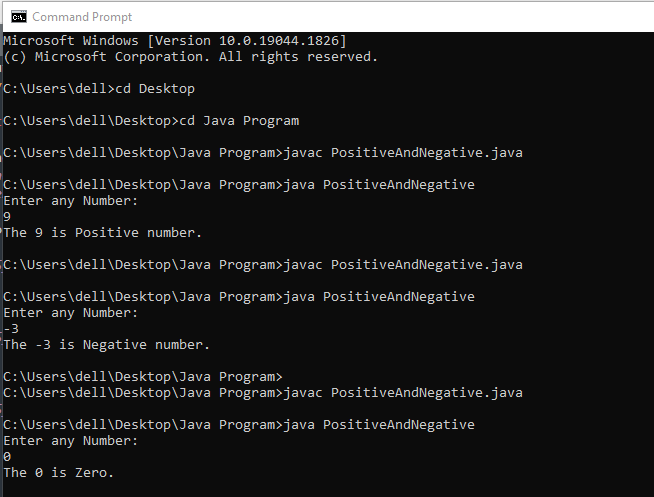 Command Prompt
Microsoft Windows [Version 10.0.19044.1826]
(c) Microsoft Corporation. All rights reserved.
C:\Users\dell>cd Desktop
C:\Users\dell\Desktop>cd Java Program
C:\Users\dell\Desktop\Java Program>javac PositiveAndNegative.java
C:\Users\dell\Desktop\Java Program>java PositiveAndNegative
Enter any Number:
9
The 9 is Positive number.
C:\Users\dell\Desktop\Java Program>javac PositiveAndNegative.java
C:\Users\dell\Desktop\Java Program>java PositiveAndNegative
Enter any Number:
-3
The -3 is Negative number.
C:\Users\dell\Desktop\Java Program>
C:\Users\dell\Desktop\Java Program>javac PositiveAndNegative.java
C:\Users\dell\Desktop\Java Program>java PositiveAndNegative
Enter any Number:
0
The 0 is Zero.